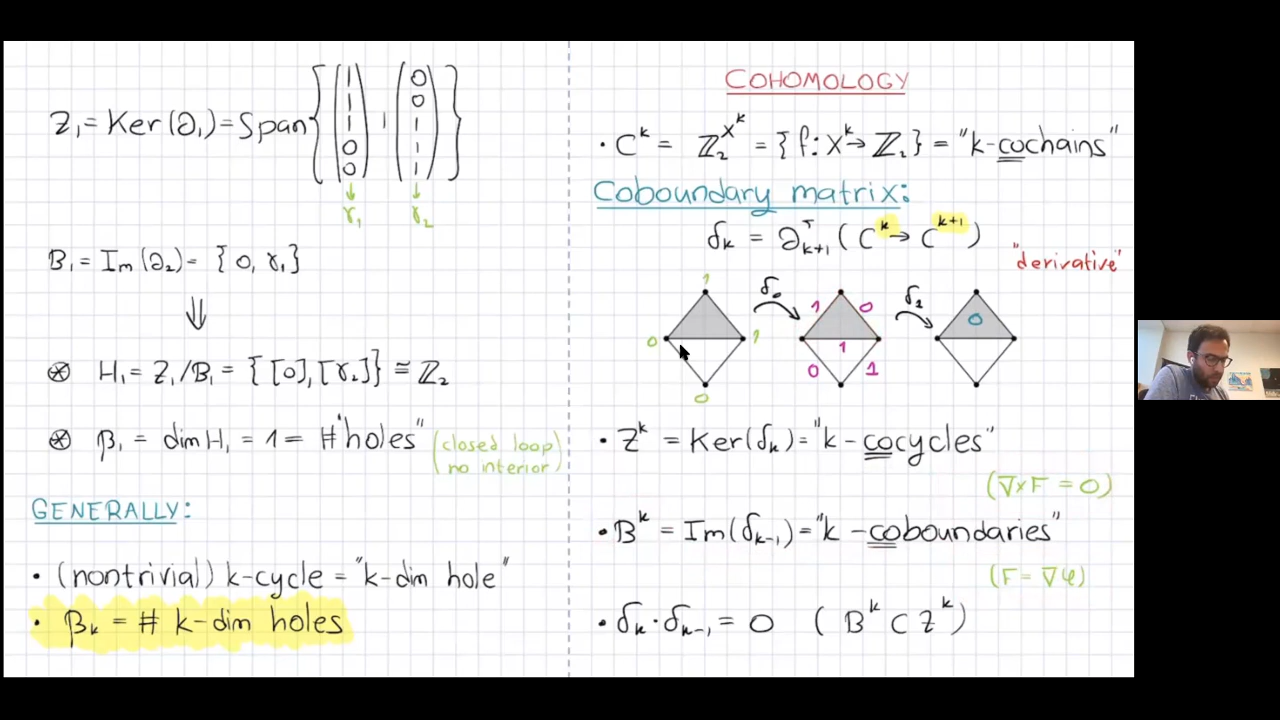 Z₁ = Ker(∂₁) = Span{(1 1 1 0 0), (0 0 1 1 1)}
↓ ↓
γ₁ γ₂
B₁ = Im(∂₂) = {0, γ₁}
⇓
⊛ H₁ = Z₁/B₁ = {[0], [γ₂]} ≅ ℤ₂
⊛ β₁ = dim H₁ = 1 = # "holes" (closed loop
no interior)
GENERALLY:
• (nontrivial) k-cycle = "k-dim hole"
• βₖ = # k-dim holes
COHOMOLOGY
• Cᵏ = ℤ₂^(Xᵏ) = {f: Xᵏ → ℤ₂} = "k-cochains"
Coboundary matrix:
δₖ = ∂ᵀₖ₊₁ (Cᵏ → Cᵏ⁺¹)
"derivative"
1 δ₀ δ₁
1 0 0
0 1 1
0 1
0
• Zᵏ = Ker(δₖ) = "k-cocycles"
(∇×F = 0)
• Bᵏ = Im(δₖ₋₁) = "k-coboundaries"
(F = ∇φ)
• δₖ · δₖ₋₁ = 0 (Bᵏ ⊂ Zᵏ)